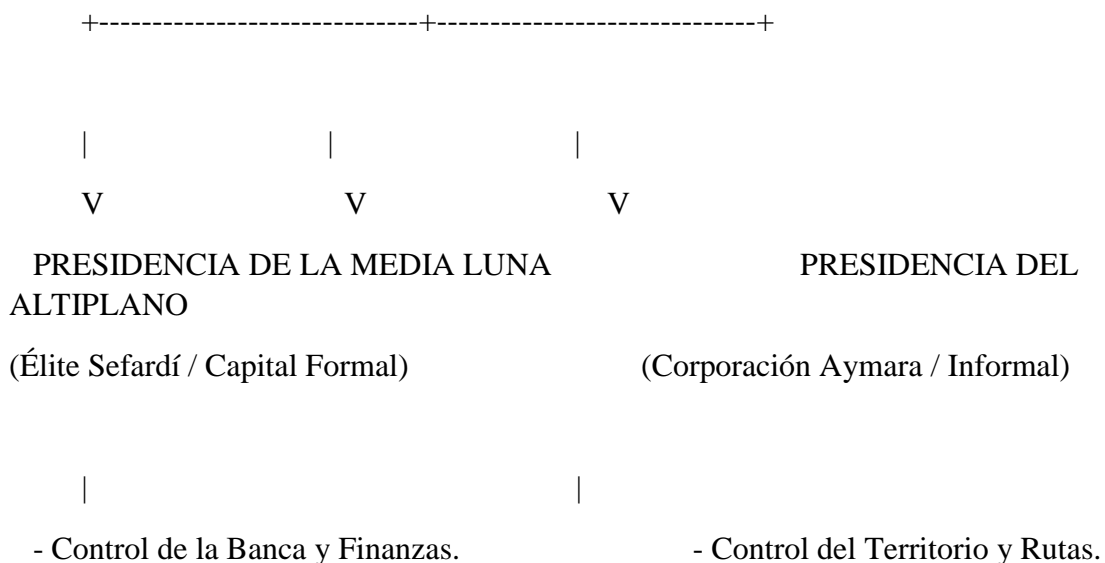 +------------------------------+------------------------------+
| | |
V V V
PRESIDENCIA DE LA MEDIA LUNA PRESIDENCIA DEL
ALTIPLANO
(Élite Sefardí / Capital Formal) (Corporación Aymara / Informal)
| |
- Control de la Banca y Finanzas. - Control del Territorio y Rutas.